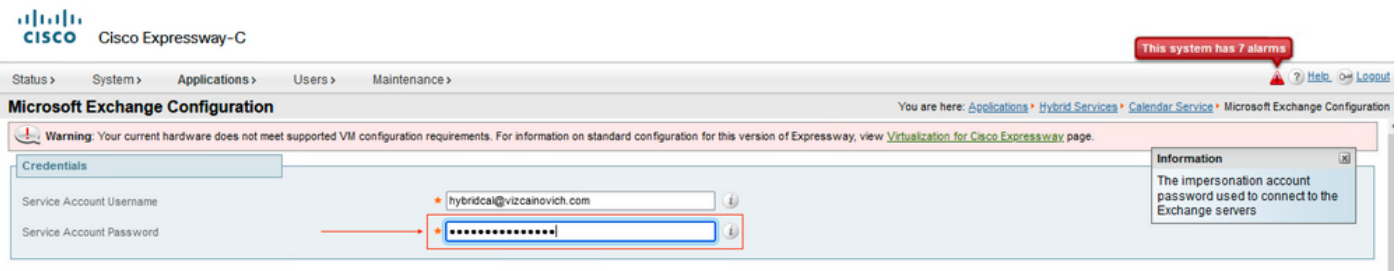 CISCO Cisco Expressway-C
This system has 7 alarms
Status > System > Applications > Users > Maintenance > Help Logout
Microsoft Exchange Configuration You are here: Applications Hybrid Services Calendar Service Microsoft Exchange Configuration
Warning: Your current hardware does not meet supported VM configuration requirements. For information on standard configuration for this version of Expressway, view Virtualization for Cisco Expressway page.
Credentials
Service Account Username * hybridcal@vizcainovich.com
Service Account Password * •••••••••••••••
Information
The impersonation account
password used to connect to the
Exchange servers